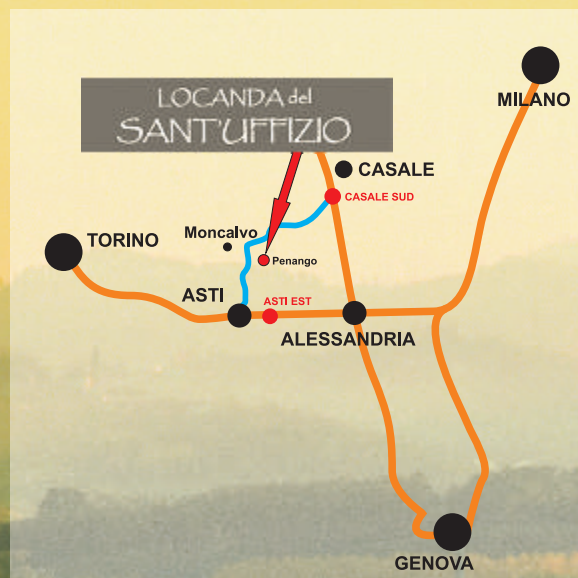 MILANO
LOCANDA del
SANT'UFFIZIO
CASALE
CASALE SUD
Moncalvo
TORINO
Penango
ASTI
ASTI EST
ALESSANDRIA
GENOVA